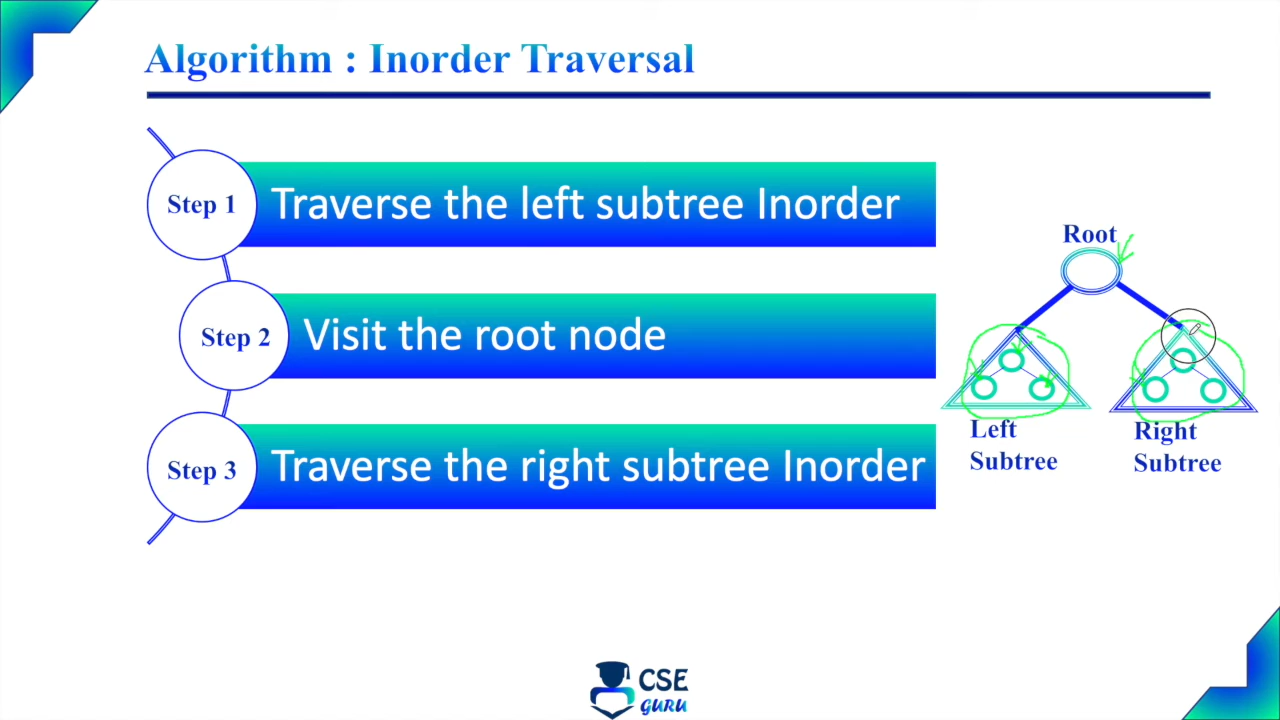 Algorithm : Inorder Traversal
Step 1
Traverse the left subtree Inorder
Step 2
Visit the root node
Step 3
Traverse the right subtree Inorder
Root
Left
Subtree
Right
Subtree
CSE
GURU